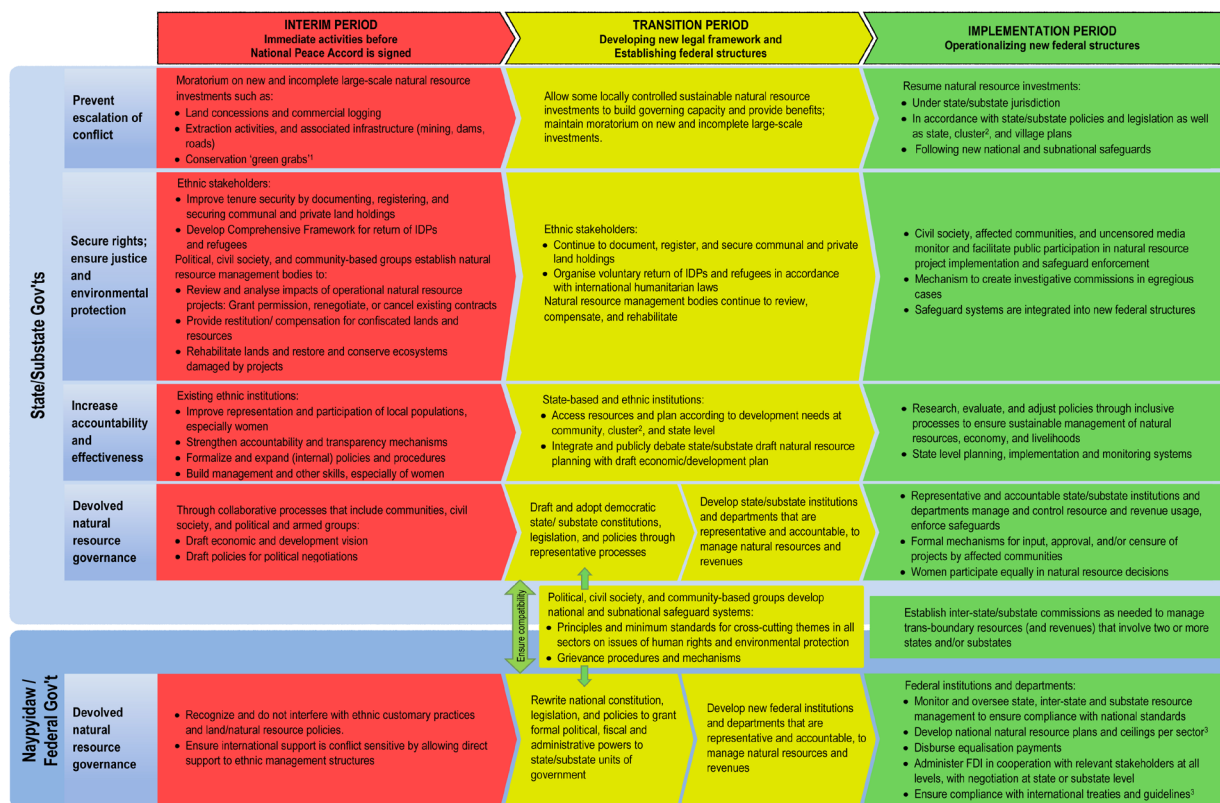 INTERIM PERIOD
Immediate activities before
National Peace Accord is signed
TRANSITION PERIOD
Developing new legal framework and
Establishing federal structures
IMPLEMENTATION PERIOD
Operationalizing new federal structures
State/Substate Gov'ts
Prevent
escalation of
conflict
Moratorium on new and incomplete large-scale natural resource
investments such as:
• Land concessions and commercial logging
• Extraction activities, and associated infrastructure (mining, dams,
roads)
• Conservation 'green grabs'¹
Allow some locally controlled sustainable natural resource
investments to build governing capacity and provide benefits;
maintain moratorium on new and incomplete large-scale
investments.
Resume natural resource investments:
• Under state/substate jurisdiction
• In accordance with state/substate policies and legislation as well
as state, cluster², and village plans
• Following new national and subnational safeguards
Secure rights;
ensure justice
and
environmental
protection
Ethnic stakeholders:
• Improve tenure security by documenting, registering, and
securing communal and private land holdings
• Develop Comprehensive Framework for return of IDPs
and refugees
Political, civil society, and community-based groups establish natural
resource management bodies to:
• Review and analyse impacts of operational natural resource
projects: Grant permission, renegotiate, or cancel existing contracts
• Provide restitution/ compensation for confiscated lands and
resources
• Rehabilitate lands and restore and conserve ecosystems
damaged by projects
Ethnic stakeholders:
• Continue to document, register, and secure communal and private
land holdings
• Organise voluntary return of IDPs and refugees in accordance
with international humanitarian laws
Natural resource management bodies continue to review,
compensate, and rehabilitate
• Civil society, affected communities, and uncensored media
monitor and facilitate public participation in natural resource
project implementation and safeguard enforcement
• Mechanism to create investigative commissions in egregious
cases
• Safeguard systems are integrated into new federal structures
Increase
accountability
and
effectiveness
Existing ethnic institutions:
• Improve representation and participation of local populations,
especially women
• Strengthen accountability and transparency mechanisms
• Formalize and expand (internal) policies and procedures
• Build management and other skills, especially of women
State-based and ethnic institutions:
• Access resources and plan according to development needs at
community, cluster², and state level
• Integrate and publicly debate state/substate draft natural resource
planning with draft economic/development plan
• Research, evaluate, and adjust policies through inclusive
processes to ensure sustainable management of natural
resources, economy, and livelihoods
• State level planning, implementation and monitoring systems
Devolved
natural
resource
governance
Through collaborative processes that include communities, civil
society, and political and armed groups:
• Draft economic and development vision
• Draft policies for political negotiations
Draft and adopt democratic
state/ substate constitutions,
legislation, and policies through
representative processes
Develop state/substate institutions
and departments that are
representative and accountable, to
manage natural resources and
revenues
• Representative and accountable state/substate institutions and
departments manage and control resource and revenue usage,
enforce safeguards
• Formal mechanisms for input, approval, and/or censure of
projects by affected communities
• Women participate equally in natural resource decisions
Ensure compatibility
Political, civil society, and community-based groups develop
national and subnational safeguard systems:
• Principles and minimum standards for cross-cutting themes in all
sectors on issues of human rights and environmental protection
• Grievance procedures and mechanisms
Establish inter-state/substate commissions as needed to manage
trans-boundary resources (and revenues) that involve two or more
states and/or substates
Naypyidaw /
Federal Gov't
Devolved
natural
resource
governance
• Recognize and do not interfere with ethnic customary practices
and land/natural resource policies.
• Ensure international support is conflict sensitive by allowing direct
support to ethnic management structures
Rewrite national constitution,
legislation, and policies to grant
formal political, fiscal and
administrative powers to
state/substate units of
government
Develop new federal institutions
and departments that are
representative and accountable, to
manage natural resources and
revenues
Federal institutions and departments:
• Monitor and oversee state, inter-state and substate resource
management to ensure compliance with national standards
• Develop national natural resource plans and ceilings per sector³
• Disburse equalisation payments
• Administer FDI in cooperation with relevant stakeholders at all
levels, with negotiation at state or substate level
• Ensure compliance with international treaties and guidelines³